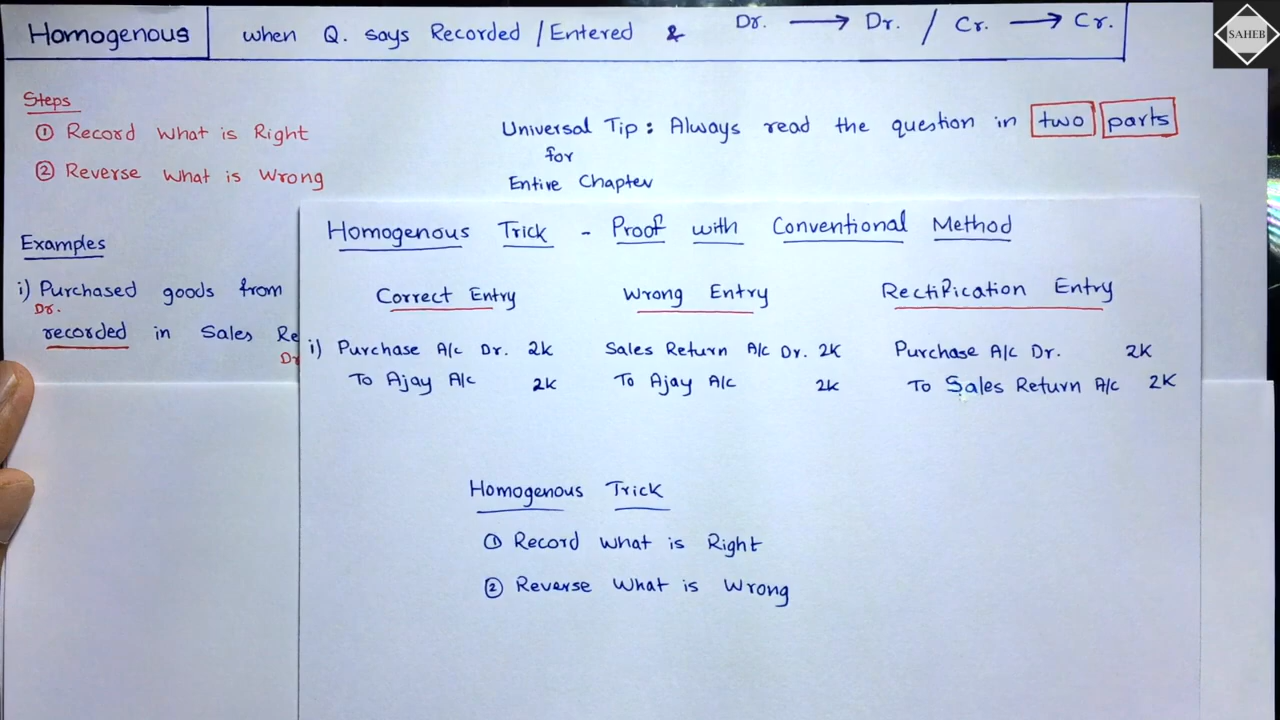 Homogenous when Q. says Recorded / Entered & Dr. → Dr. / Cr. → Cr.
SAHEB
Steps
① Record What is Right
② Reverse What is Wrong
Universal Tip : Always read the question in two parts
for
Entire Chapter
Examples
i) Purchased goods from
Dr.
recorded in Sales Re
Dr
Homogenous Trick - Proof with Conventional Method
Correct Entry Wrong Entry Rectification Entry
i) Purchase A/c Dr. 2K Sales Return A/c Dr. 2K Purchase A/c Dr. 2K
To Ajay A/c 2K To Ajay A/c 2K To Sales Return A/c 2K
Homogenous Trick
① Record What is Right
② Reverse What is Wrong